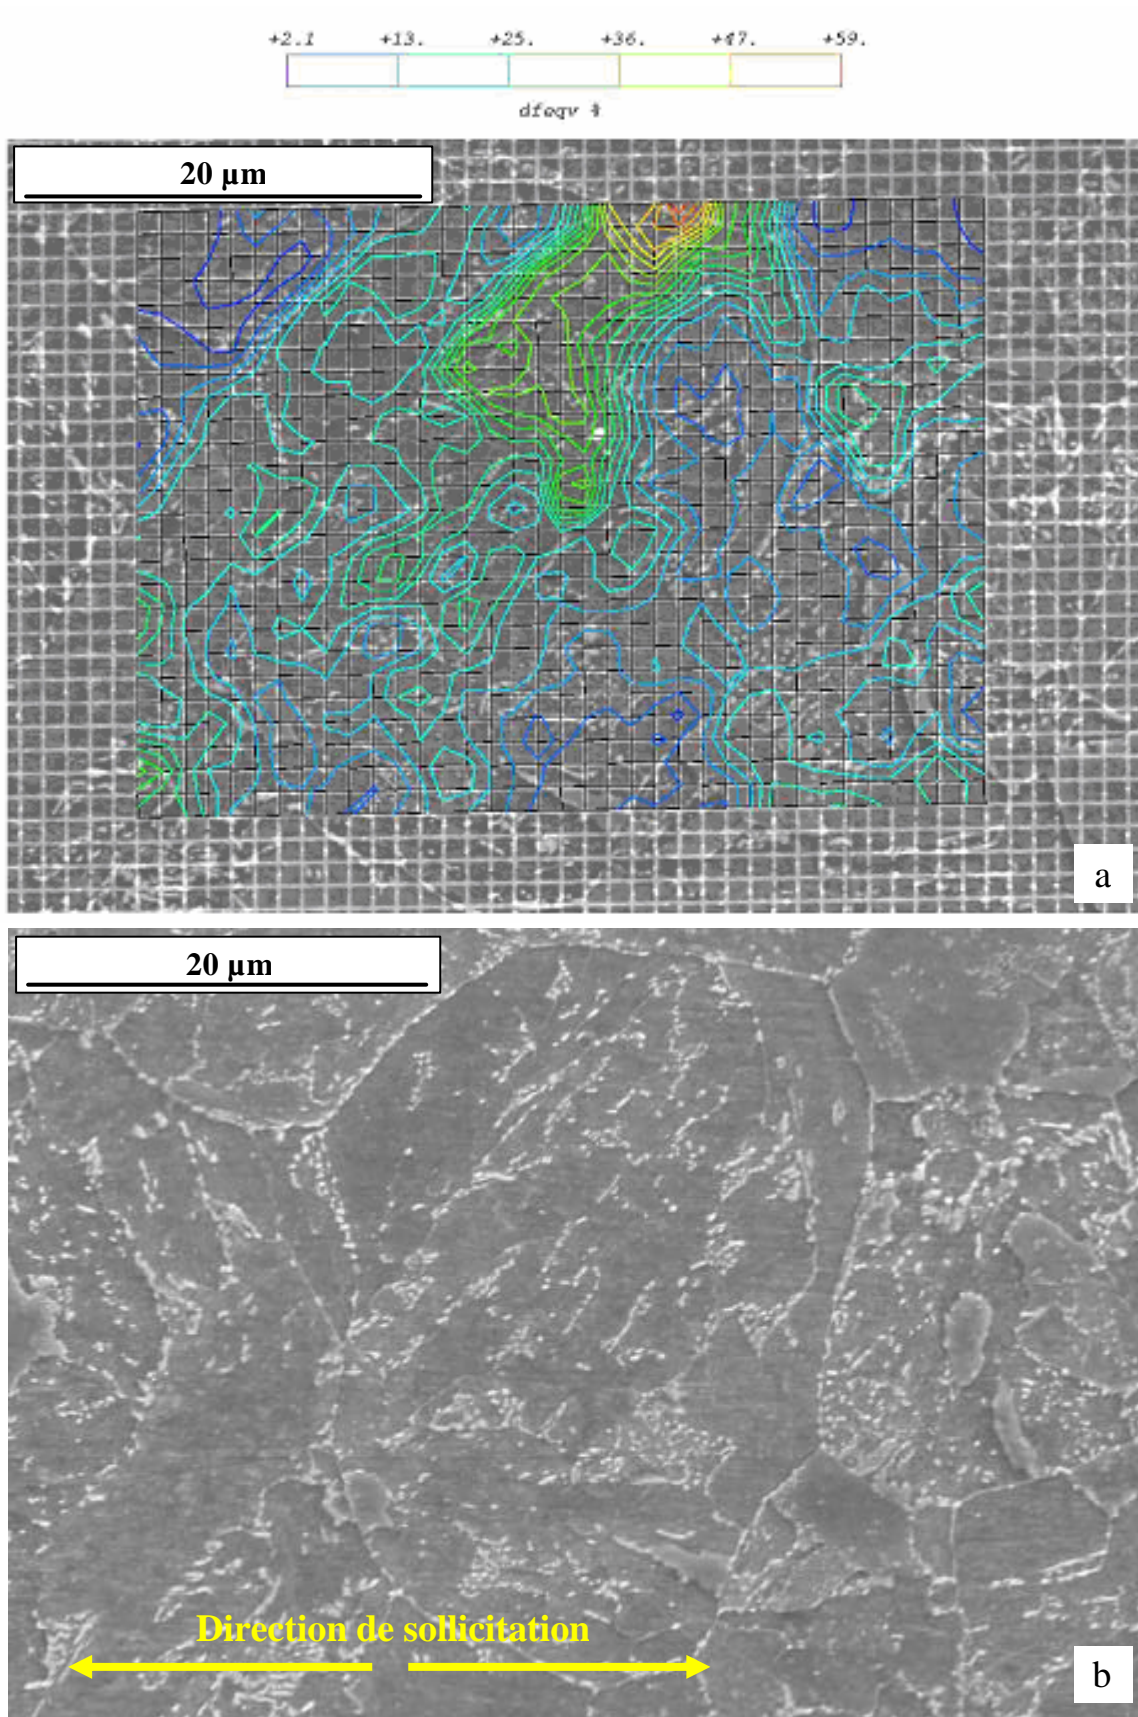 +2.1 +13. +25. +36. +47. +59.
dfeqv %
20 µm
a
20 µm
Direction de sollicitation
b